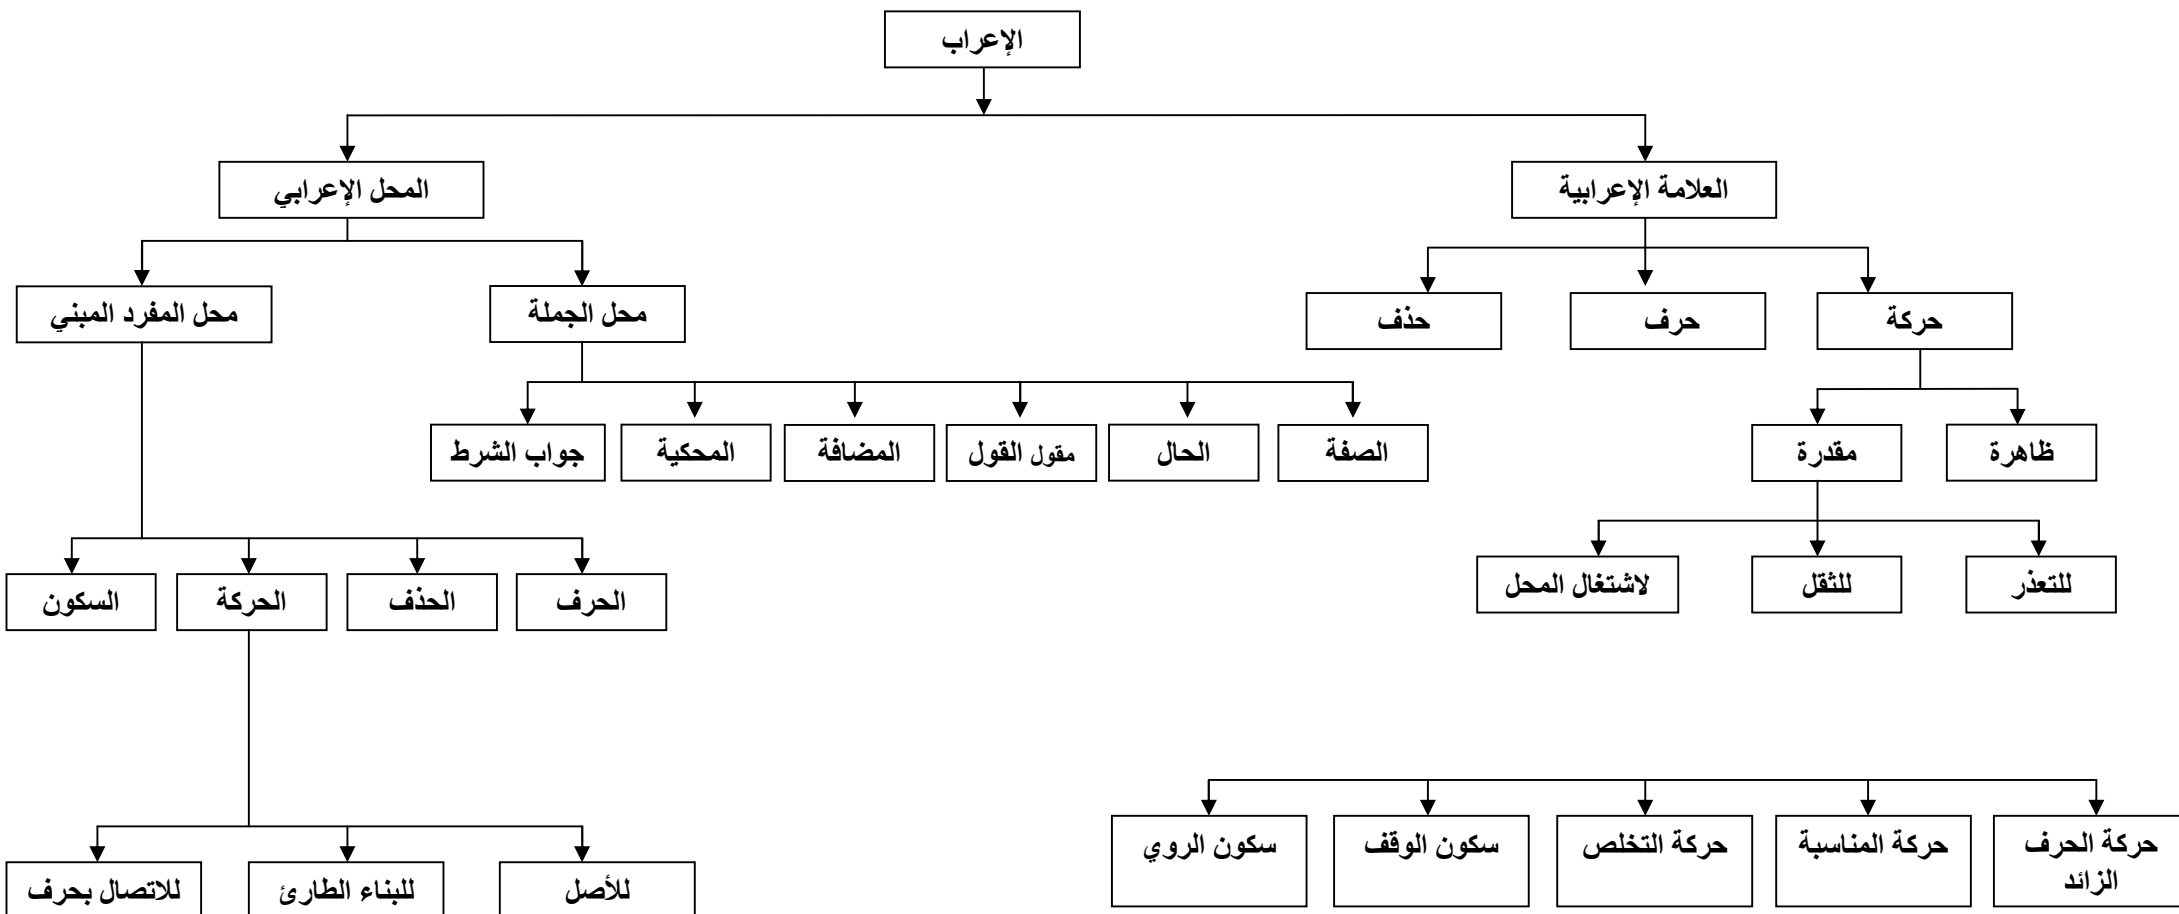 الإعراب
العلامة الإعرابية
المحل الإعرابي
حركة
حرف
حذف
محل الجملة
محل المفرد المبني
ظاهرة
مقدرة
الصفة
الحال
مقول القول
المضافة
المحكية
جواب الشرط
للتعذر
للثقل
لاشتغال المحل
الحرف
الحذف
الحركة
السكون
حركة الحرف
الزائد
حركة المناسبة
حركة التخلص
سكون الوقف
سكون الروي
للأصل
للبناء الطارئ
للاتصال بحرف